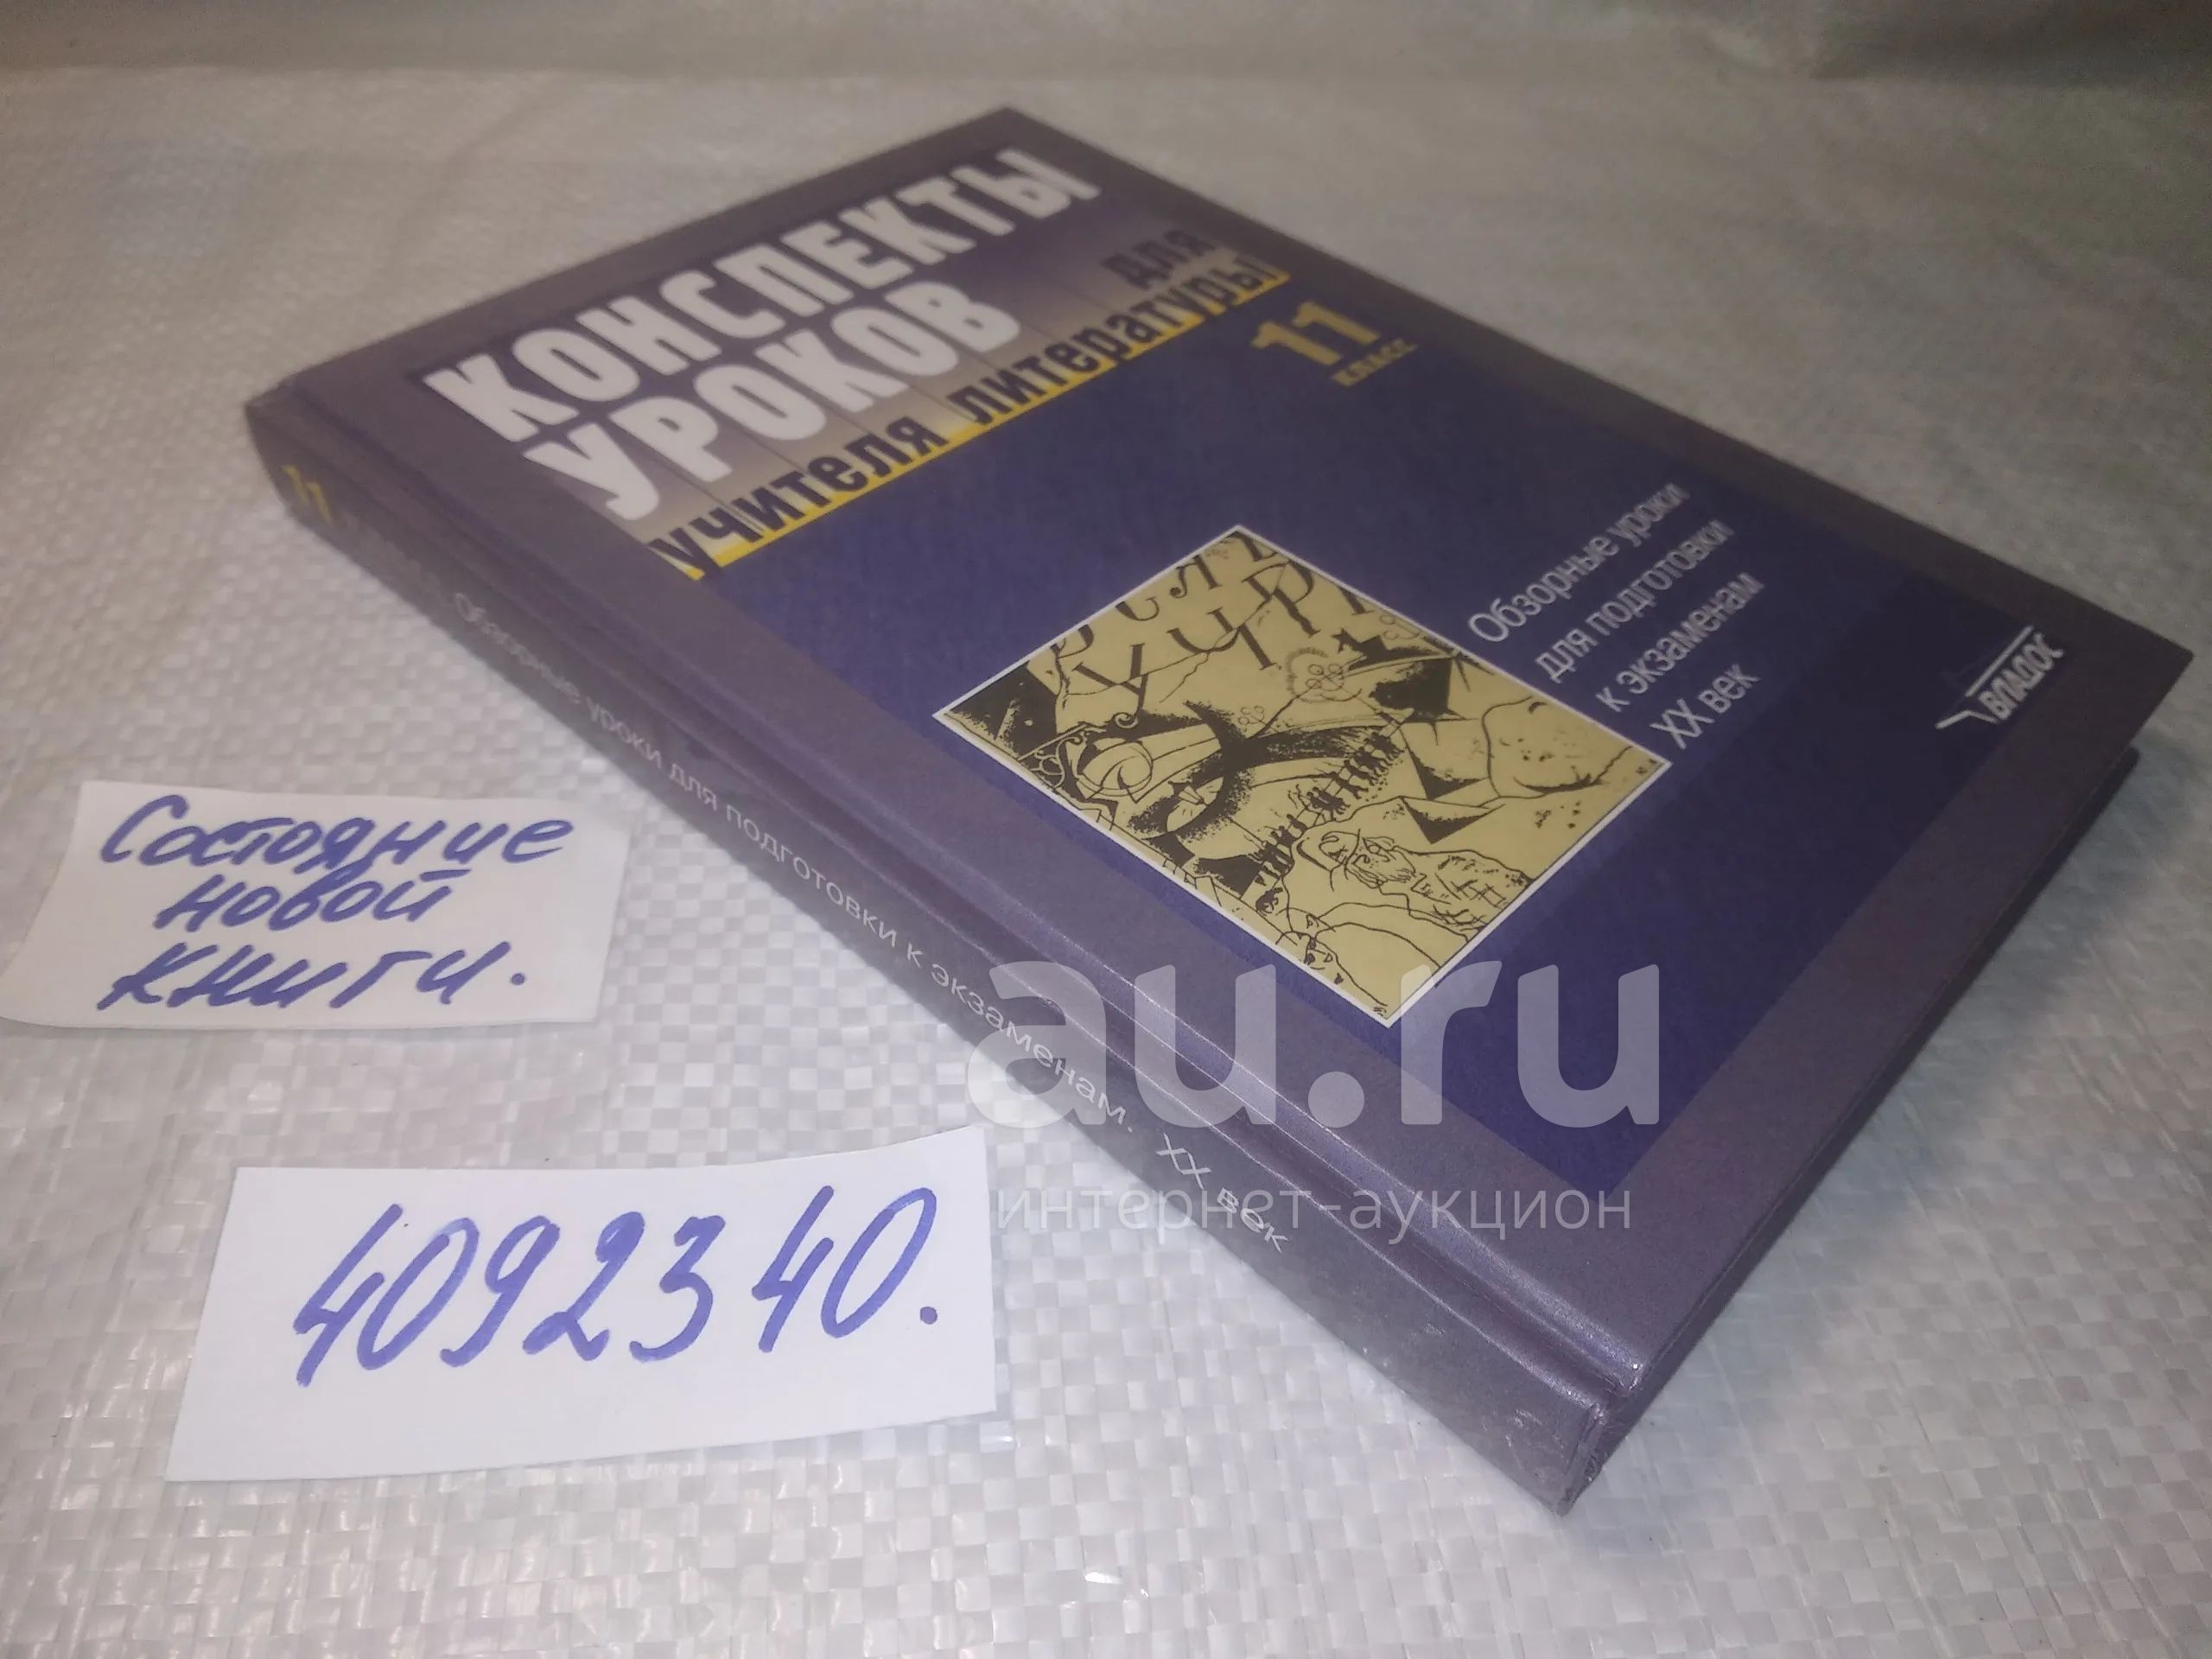 КОНСПЕКТЫ
УРОКОВ
для
учителя литературы
11
класс
Обзорные уроки
для подготовки
к экзаменам
XX век
ВЛАДОС
11
Обзорные уроки для подготовки к экзаменам. XX век
Состояние
новой
книги.
4092340.
au.ru
интернет-аукцион